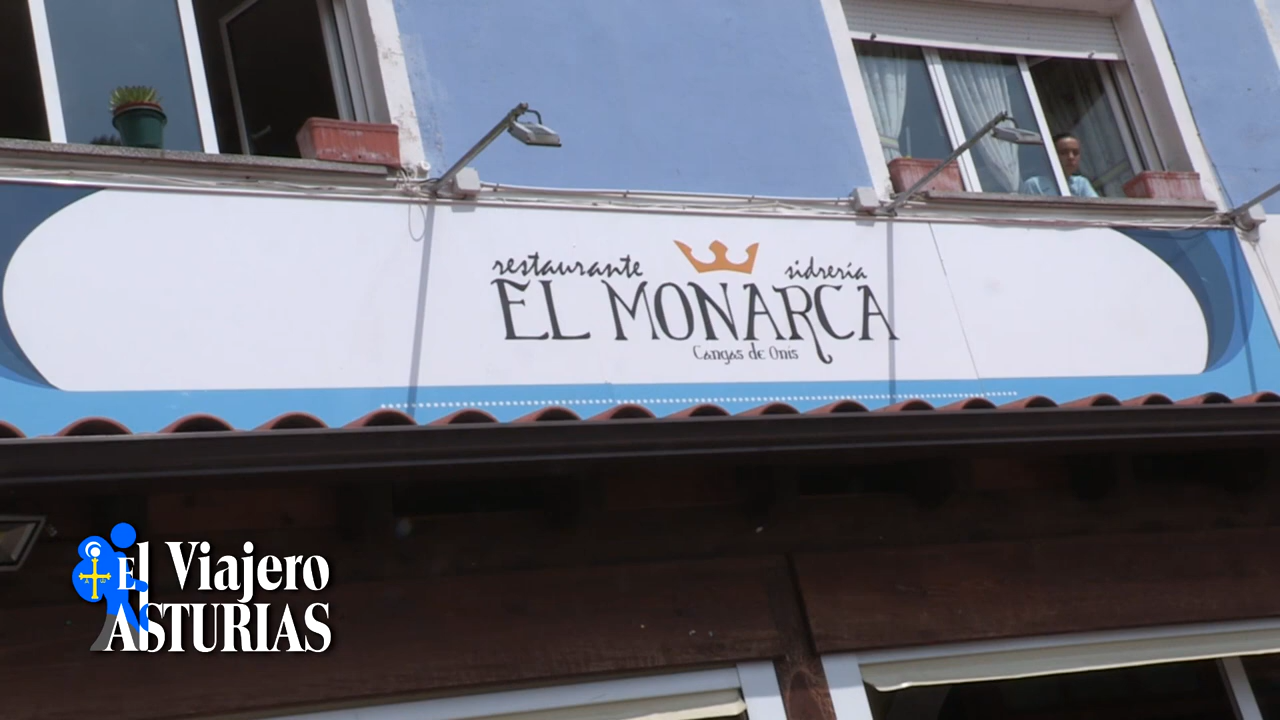 restaurante sidrería
EL MONARCA
Cangas de Onís
El Viajero
ASTURIAS